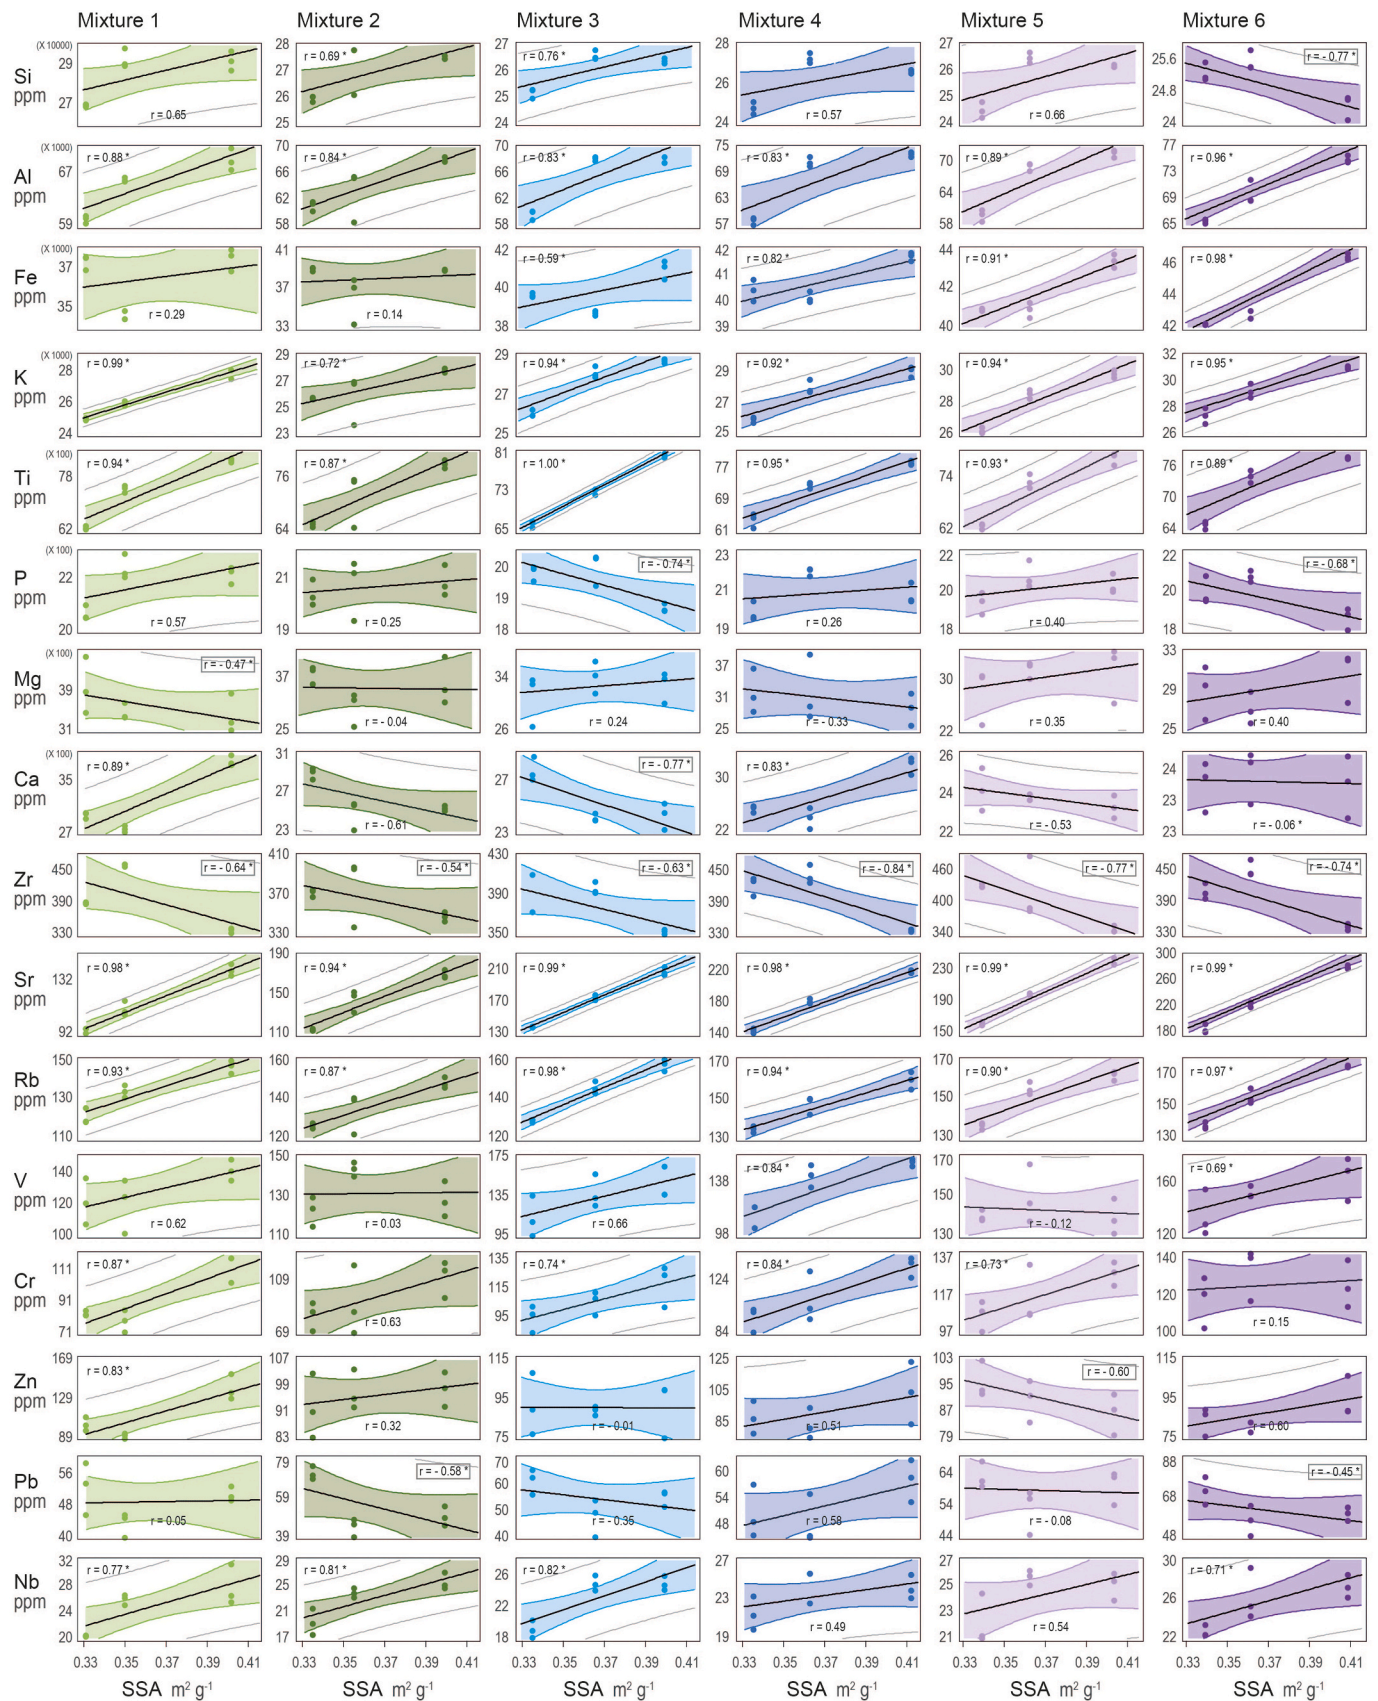 Mixture 1 Mixture 2 Mixture 3 Mixture 4 Mixture 5 Mixture 6
Si ppm
(X 10000) 29 27 r = 0.65
28 27 26 25 r = 0.69 *
27 26 25 24 r = 0.76 *
28 26 24 r = 0.57
27 26 25 24 r = 0.66
25.6 24.8 24 r = - 0.77 *
Al ppm
(X 1000) 67 59 r = 0.88 *
70 66 62 58 r = 0.84 *
70 66 62 58 r = 0.83 *
75 69 63 57 r = 0.83 *
70 64 58 r = 0.89 *
77 73 69 65 r = 0.96 *
Fe ppm
(X 1000) 37 35 r = 0.29
41 37 33 r = 0.14
42 40 38 r = 0.59 *
42 41 40 39 r = 0.82 *
44 42 40 r = 0.91 *
46 44 42 r = 0.98 *
K ppm
(X 1000) 28 26 24 r = 0.99 *
29 27 25 23 r = 0.72 *
29 27 25 r = 0.94 *
29 27 25 r = 0.92 *
30 28 26 r = 0.94 *
32 30 28 26 r = 0.95 *
Ti ppm
(X 100) 78 62 r = 0.94 *
76 64 r = 0.87 *
81 73 65 r = 1.00 *
77 69 61 r = 0.95 *
74 62 r = 0.93 *
76 70 64 r = 0.89 *
P ppm
(X 100) 22 20 r = 0.57
21 19 r = 0.25
20 19 18 r = - 0.74 *
23 21 19 r = 0.26
22 20 18 r = 0.40
22 20 18 r = - 0.68 *
Mg ppm
(X 100) 39 31 r = - 0.47 *
37 25 r = - 0.04
34 26 r = 0.24
37 31 25 r = - 0.33
30 22 r = 0.35
33 29 25 r = 0.40
Ca ppm
(X 100) 35 27 r = 0.89 *
31 27 23 r = - 0.61
27 23 r = - 0.77 *
30 22 r = 0.83 *
26 24 22 r = - 0.53
24 23 23 r = - 0.06 *
Zr ppm
450 390 330 r = - 0.64 *
410 370 330 r = - 0.54 *
430 390 350 r = - 0.63 *
450 390 330 r = - 0.84 *
460 400 340 r = - 0.77 *
450 390 330 r = - 0.74 *
Sr ppm
132 92 r = 0.98 *
190 150 110 r = 0.94 *
210 170 130 r = 0.99 *
220 180 140 r = 0.98 *
230 190 150 r = 0.99 *
300 260 220 180 r = 0.99 *
Rb ppm
150 130 110 r = 0.93 *
160 140 120 r = 0.87 *
160 140 120 r = 0.98 *
170 150 130 r = 0.94 *
170 150 130 r = 0.90 *
170 150 130 r = 0.97 *
V ppm
140 120 100 r = 0.62
150 130 110 r = 0.03
175 135 95 r = 0.66
138 98 r = 0.84 *
170 150 130 r = - 0.12
160 120 r = 0.69 *
Cr ppm
111 91 71 r = 0.87 *
109 69 r = 0.63
135 115 95 r = 0.74 *
124 84 r = 0.84 *
137 117 97 r = 0.73 *
140 120 100 r = 0.15
Zn ppm
169 129 89 r = 0.83 *
107 99 91 83 r = 0.32
115 95 75 r = - 0.01
125 105 85 r = 0.51
103 95 87 79 r = - 0.60
115 95 75 r = 0.60
Pb ppm
56 48 40 r = 0.05
79 59 39 r = - 0.58 *
70 60 50 40 r = - 0.35
60 54 48 r = 0.58
64 54 44 r = - 0.08
88 68 48 r = - 0.45 *
Nb ppm
32 28 24 20 r = 0.77 *
29 25 21 17 r = 0.81 *
26 22 18 r = 0.82 *
27 23 19 r = 0.49
27 25 23 21 r = 0.54
30 26 22 r = 0.71 *
0.33 0.35 0.37 0.39 0.41 0.33 0.35 0.37 0.39 0.41 0.33 0.35 0.37 0.39 0.41 0.33 0.35 0.37 0.39 0.41 0.33 0.35 0.37 0.39 0.41 0.33 0.35 0.37 0.39 0.41
SSA m² g⁻¹ SSA m² g⁻¹ SSA m² g⁻¹ SSA m² g⁻¹ SSA m² g⁻¹ SSA m² g⁻¹